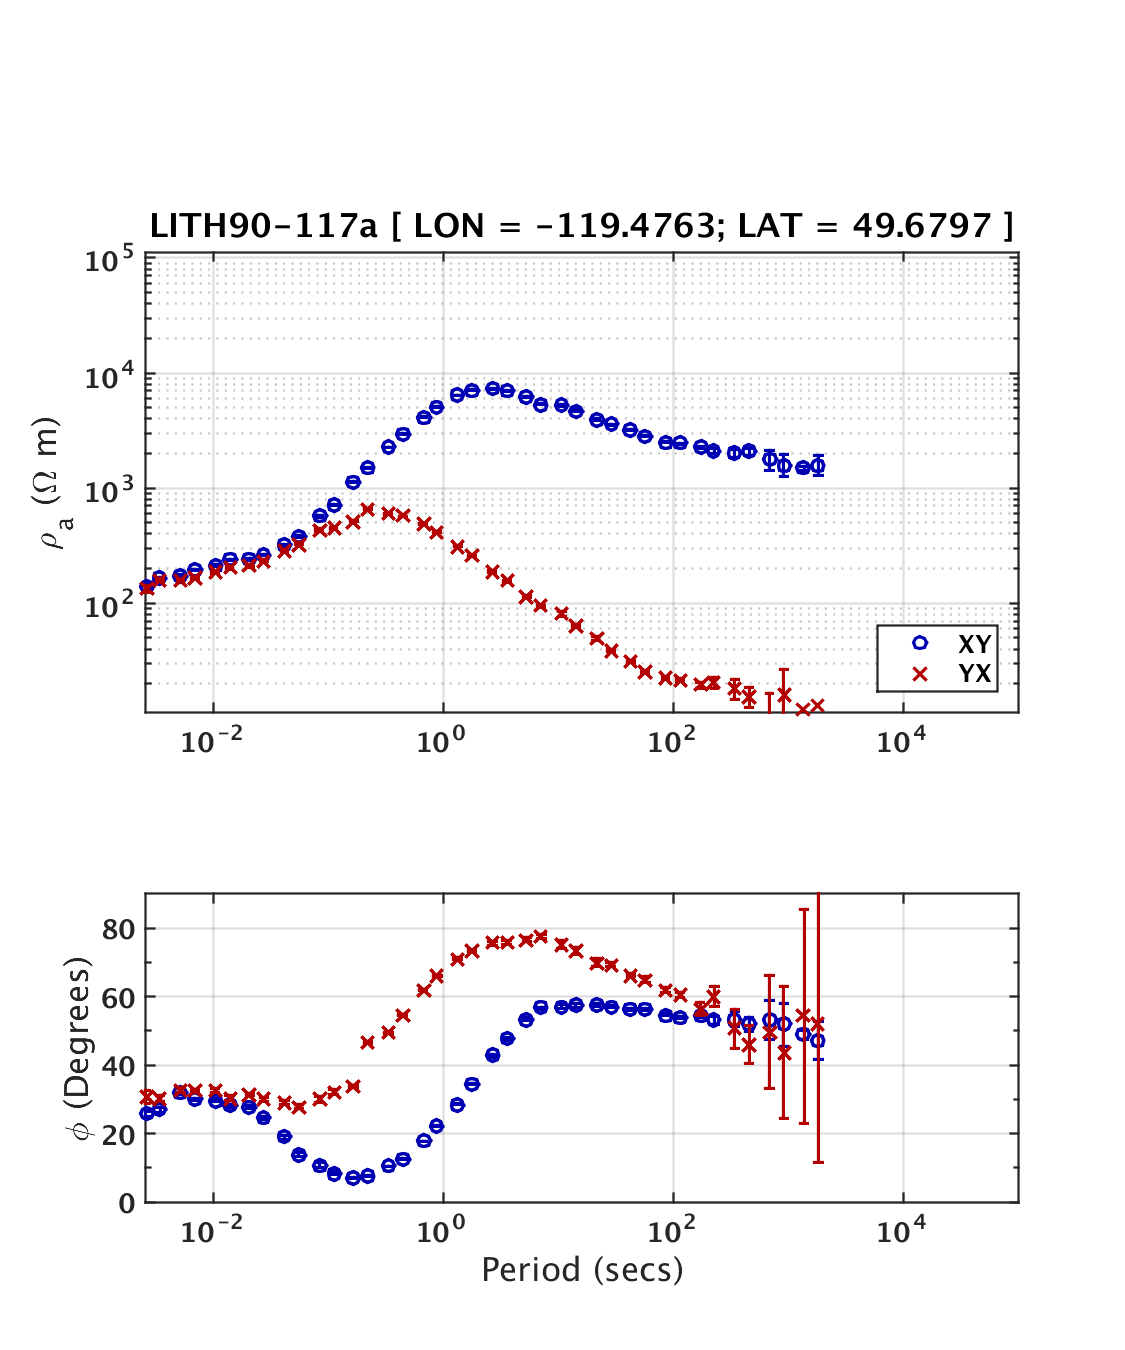 LITH90-117a [ LON = -119.4763; LAT = 49.6797 ]
10^5
10^4
10^3
10^2
ρ_a (Ω m)
XY
YX
10^-2 10^0 10^2 10^4
80
60
40
20
0
ϕ (Degrees)
10^-2 10^0 10^2 10^4
Period (secs)